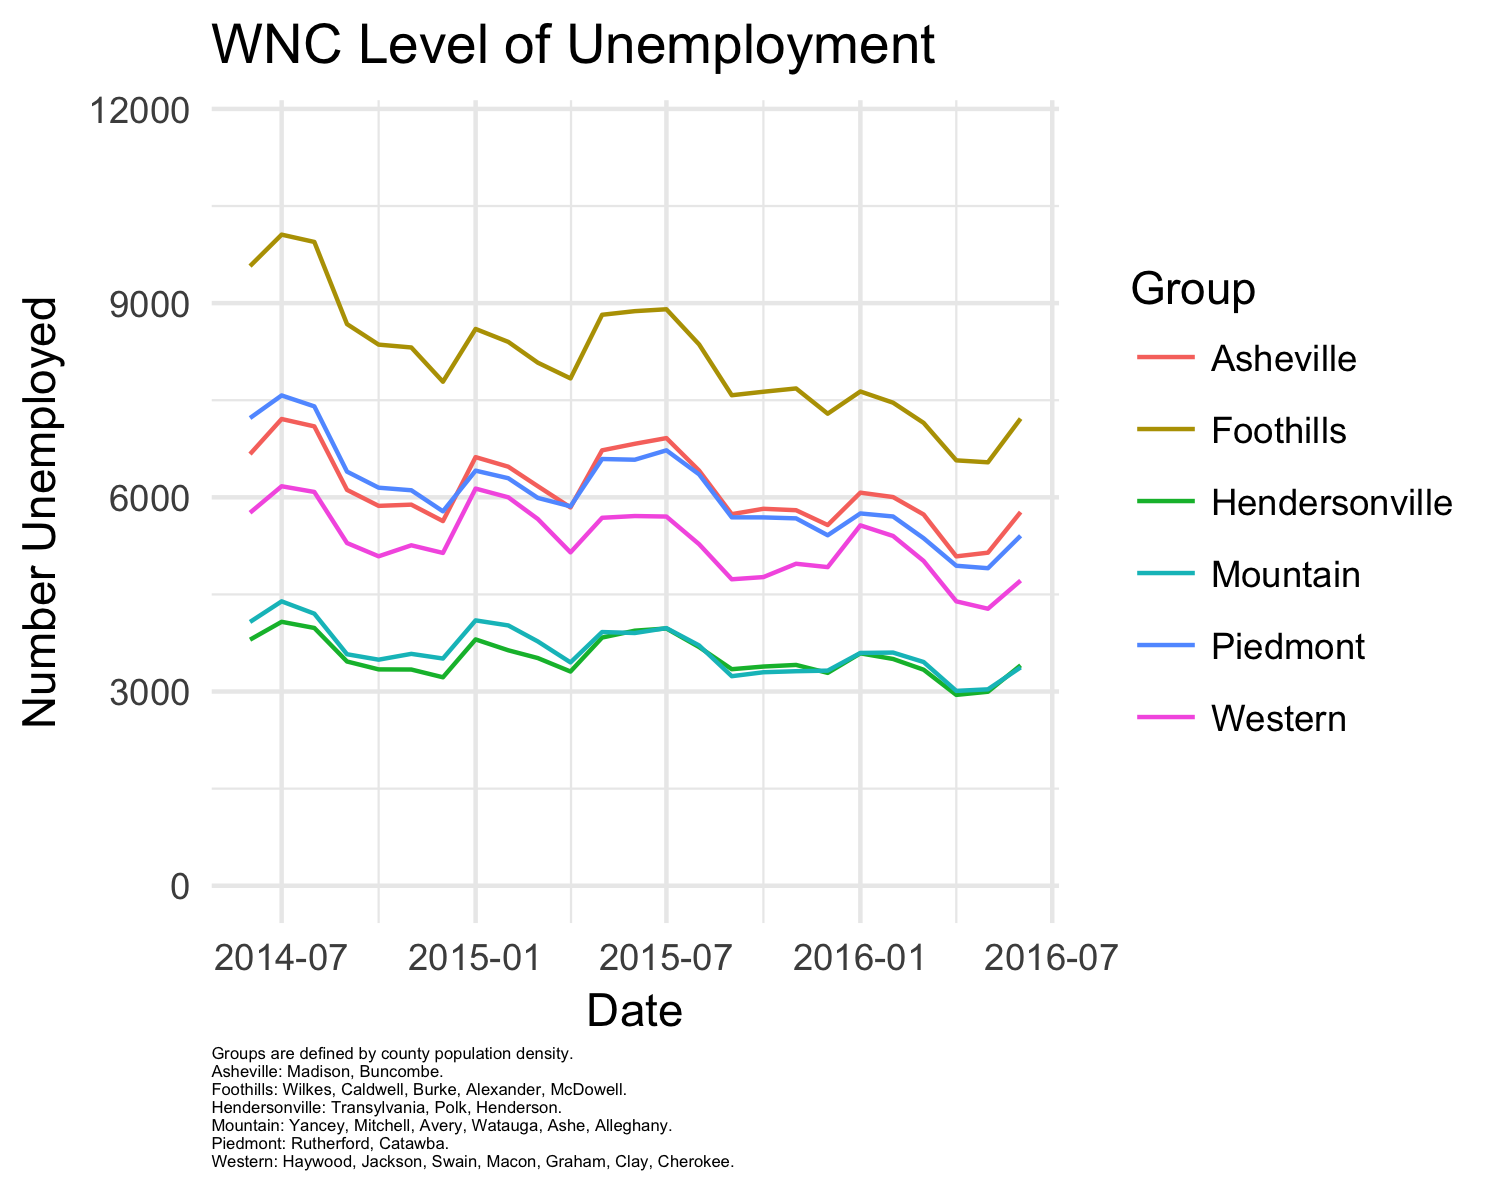 WNC Level of Unemployment
12000
9000
6000
3000
0
Number Unemployed
2014-07 2015-01 2015-07 2016-01 2016-07
Date
Group
Asheville
Foothills
Hendersonville
Mountain
Piedmont
Western
Groups are defined by county population density.
Asheville: Madison, Buncombe.
Foothills: Wilkes, Caldwell, Burke, Alexander, McDowell.
Hendersonville: Transylvania, Polk, Henderson.
Mountain: Yancey, Mitchell, Avery, Watauga, Ashe, Alleghany.
Piedmont: Rutherford, Catawba.
Western: Haywood, Jackson, Swain, Macon, Graham, Clay, Cherokee.